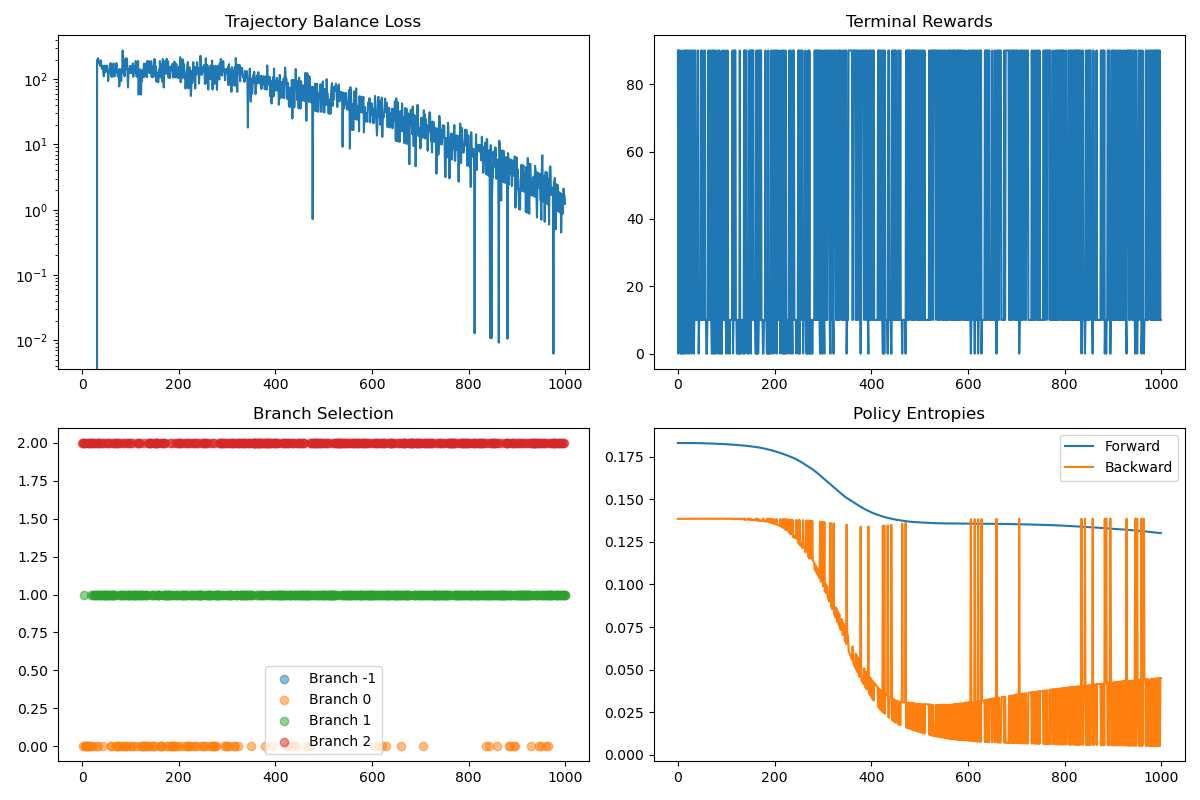 Trajectory Balance Loss
10²
10¹
10⁰
10⁻¹
10⁻²
0 200 400 600 800 1000
Terminal Rewards
80
60
40
20
0
0 200 400 600 800 1000
Branch Selection
2.00
1.75
1.50
1.25
1.00
0.75
0.50
0.25
0.00
Branch -1
Branch 0
Branch 1
Branch 2
0 200 400 600 800 1000
Policy Entropies
Forward
Backward
0.175
0.150
0.125
0.100
0.075
0.050
0.025
0.000
0 200 400 600 800 1000